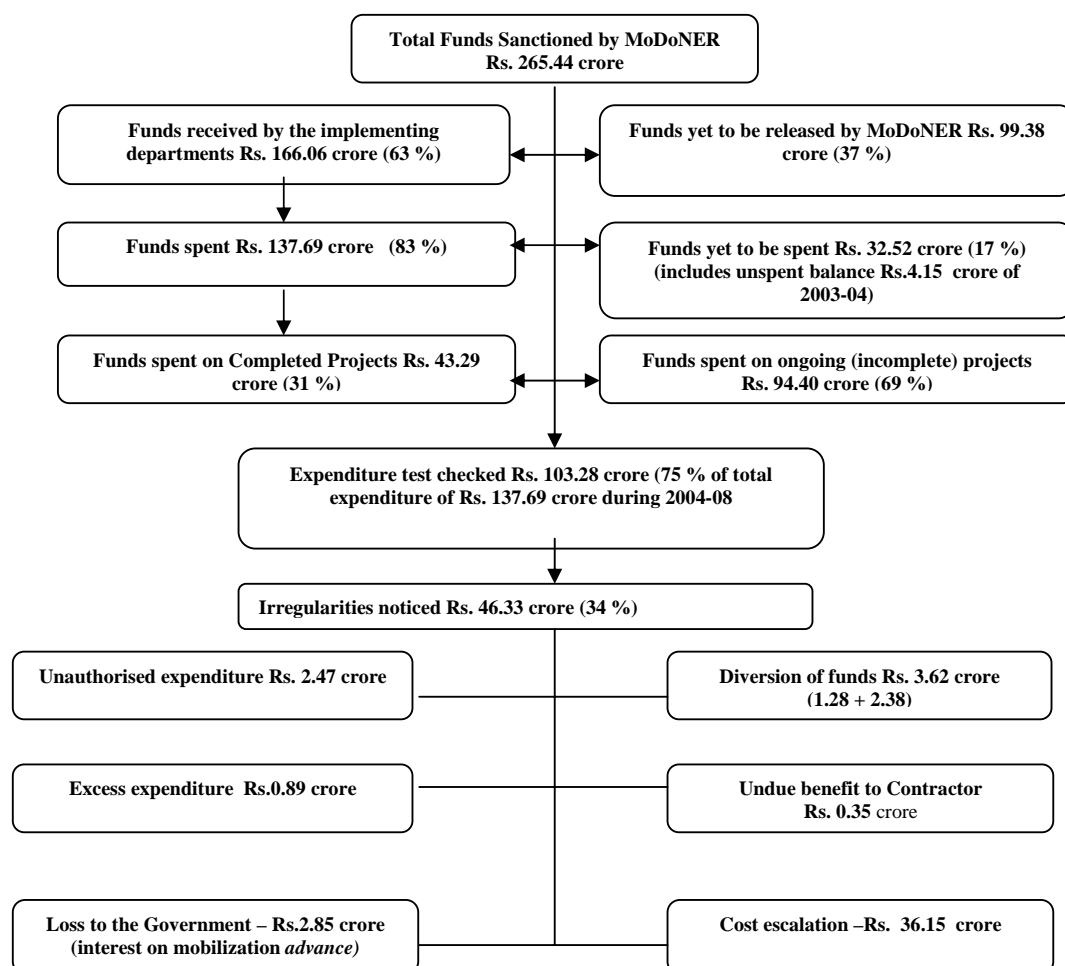 Total Funds Sanctioned by MoDoNER
Rs. 265.44 crore
Funds received by the implementing
departments Rs. 166.06 crore (63 %)
Funds yet to be released by MoDoNER Rs. 99.38
crore (37 %)
Funds spent Rs. 137.69 crore (83 %)
Funds yet to be spent Rs. 32.52 crore (17 %)
(includes unspent balance Rs.4.15 crore of
2003-04)
Funds spent on Completed Projects Rs. 43.29
crore (31 %)
Funds spent on ongoing (incomplete) projects
Rs. 94.40 crore (69 %)
Expenditure test checked Rs. 103.28 crore (75 % of total
expenditure of Rs. 137.69 crore during 2004-08
Irregularities noticed Rs. 46.33 crore (34 %)
Unauthorised expenditure Rs. 2.47 crore
Diversion of funds Rs. 3.62 crore
(1.28 + 2.38)
Excess expenditure Rs.0.89 crore
Undue benefit to Contractor
Rs. 0.35 crore
Loss to the Government – Rs.2.85 crore
(interest on mobilization advance)
Cost escalation –Rs. 36.15 crore